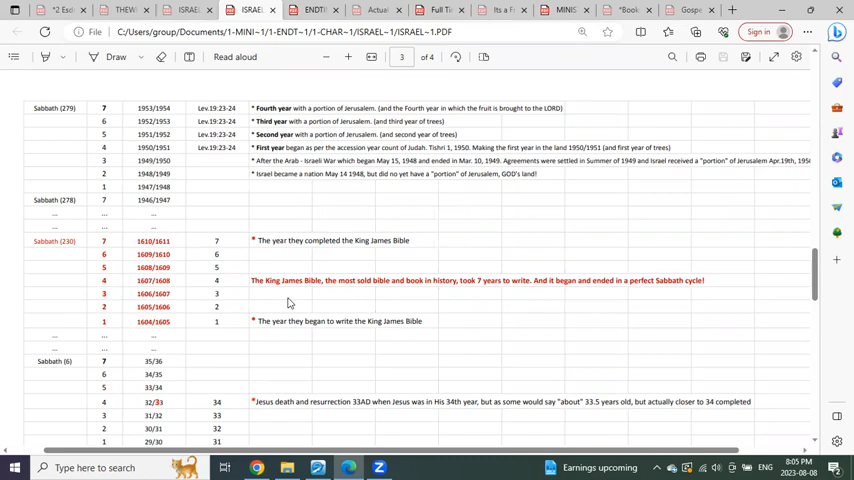 *2 Esd
THEW
ISRAEL
ISRAEL
ENDT
Actua
Full Ti
Its a F
MINIS
*Book
Gospe
File
C:/Users/group/Documents/1-MINI~1/1-ENDT~1/1-CHAR~1/ISRAEL~1/ISRAEL~1.PDF
Sign in
Draw
Read aloud
3 of 4
Sabbath (279) 7 1953/1954 Lev.19:23-24 * Fourth year with a portion of Jerusalem. (and the Fourth year in which the fruit is brought to the LORD)
6 1952/1953 Lev.19:23-24 * Third year with a portion of Jerusalem. (and third year of trees)
5 1951/1952 Lev.19:23-24 * Second year with a portion of Jerusalem. (and second year of trees)
4 1950/1951 Lev.19:23-24 * First year began as per the accession year count of Judah. Tishri 1, 1950. Making the first year in the land 1950/1951 (and first year of trees)
3 1949/1950 * After the Arab - Israeli War which began May 15, 1948 and ended in Mar. 10, 1949. Agreements were settled in Summer of 1949 and Israel received a "portion" of Jerusalem Apr.19th, 195
2 1948/1949 * Israel became a nation May 14 1948, but did no yet have a "portion" of Jerusalem, GOD's land!
1 1947/1948
Sabbath (278) 7 1946/1947
... ... ...
... ... ...
Sabbath (230) 7 1610/1611 7 * The year they completed the King James Bible
6 1609/1610 6
5 1608/1609 5
4 1607/1608 4 The King James Bible, the most sold bible and book in history, took 7 years to write. And it began and ended in a perfect Sabbath cycle!
3 1606/1607 3
2 1605/1606 2
1 1604/1605 1 * The year they began to write the King James Bible
... ... ...
... ... ...
Sabbath (6) 7 35/36
6 34/35
5 33/34
4 32/33 34 *Jesus death and resurrection 33AD when Jesus was in His 34th year, but as some would say "about" 33.5 years old, but actually closer to 34 completed
3 31/32 33
2 30/31 32
1 29/30 31
Type here to search
Earnings upcoming
ENG
8:05 PM
2023-08-08
2